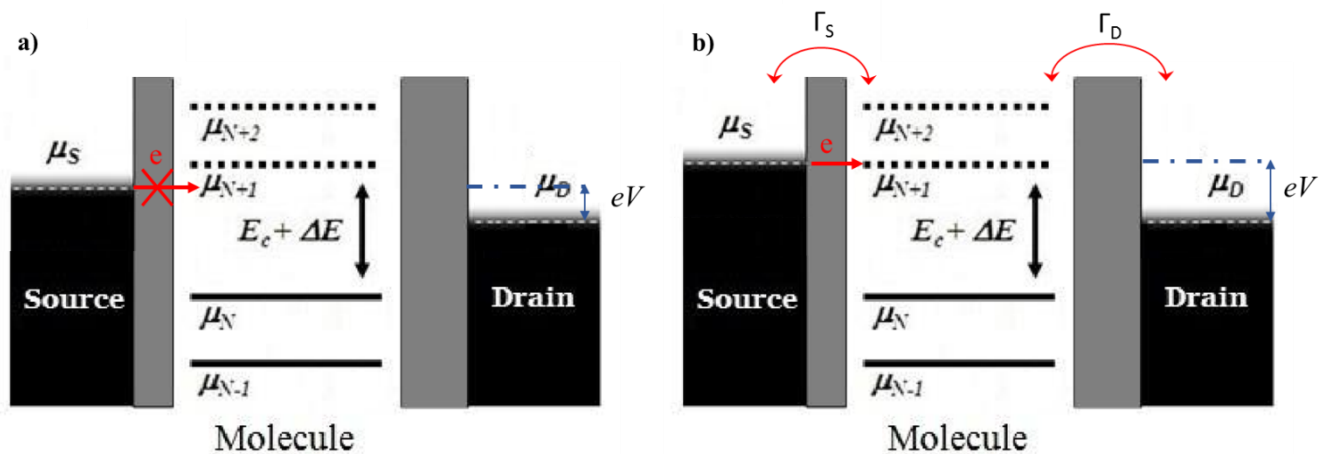 a)
μS
e
μN+2
μN+1
μD
eV
Ec + ΔE
Source
Drain
μN
μN-1
Molecule
b)
ΓS
ΓD
μS
e
μN+2
μN+1
μD
eV
Ec + ΔE
Source
Drain
μN
μN-1
Molecule